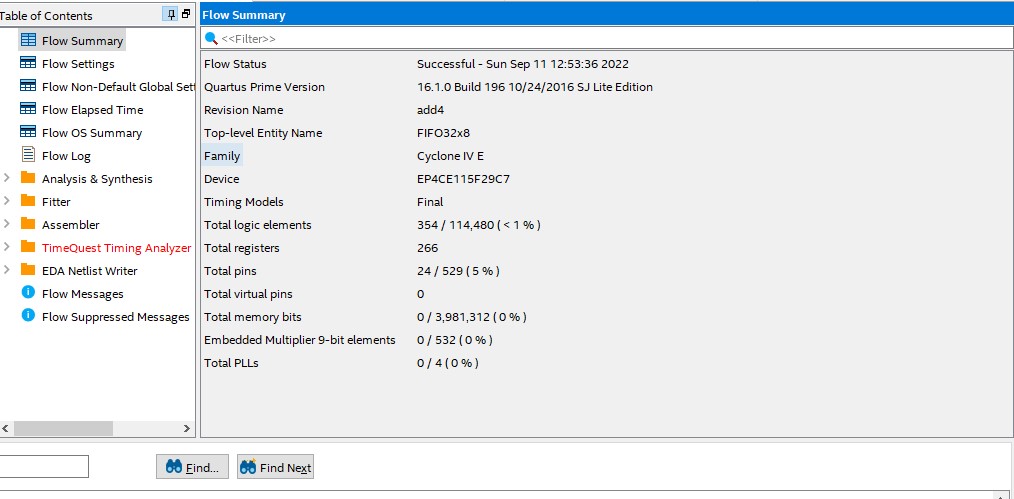 Table of Contents
Flow Summary
Flow Settings
Flow Non-Default Global Sett
Flow Elapsed Time
Flow OS Summary
Flow Log
Analysis & Synthesis
Fitter
Assembler
TimeQuest Timing Analyzer
EDA Netlist Writer
Flow Messages
Flow Suppressed Messages
Flow Summary
<<Filter>>
Flow Status Successful - Sun Sep 11 12:53:36 2022
Quartus Prime Version 16.1.0 Build 196 10/24/2016 SJ Lite Edition
Revision Name add4
Top-level Entity Name FIFO32x8
Family Cyclone IV E
Device EP4CE115F29C7
Timing Models Final
Total logic elements 354 / 114,480 ( < 1 % )
Total registers 266
Total pins 24 / 529 ( 5 % )
Total virtual pins 0
Total memory bits 0 / 3,981,312 ( 0 % )
Embedded Multiplier 9-bit elements 0 / 532 ( 0 % )
Total PLLs 0 / 4 ( 0 % )
Find... Find Next